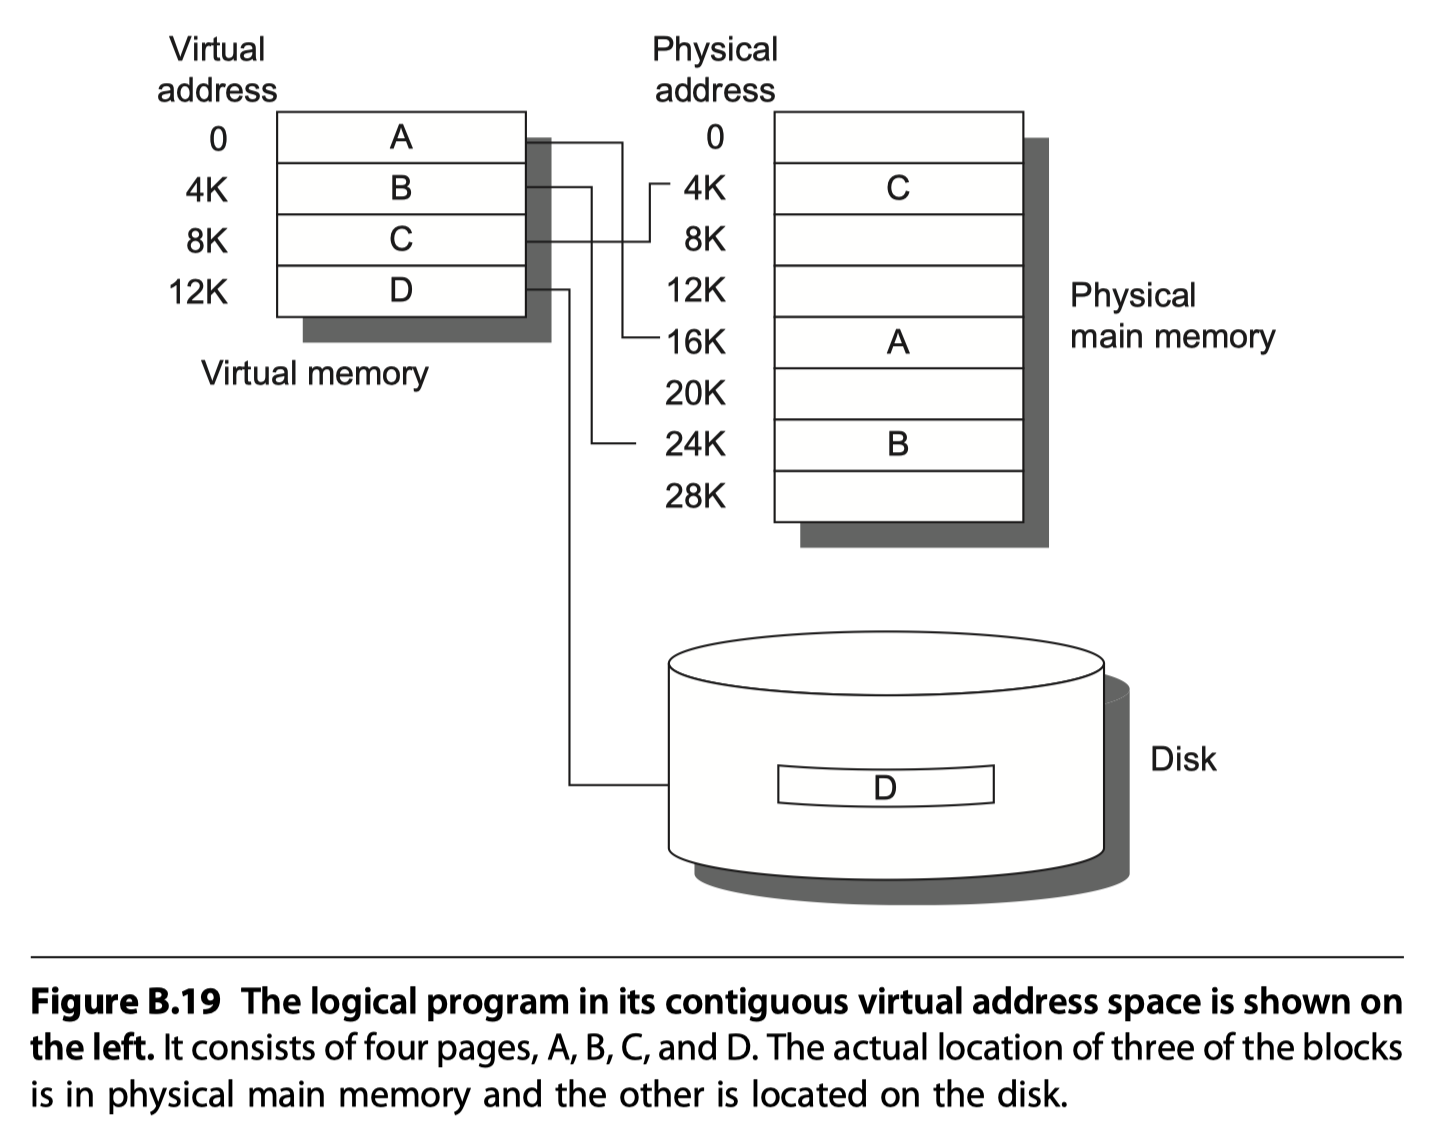 Virtual
address
0
4K
8K
12K
A
B
C
D
Virtual memory
Physical
address
0
4K
8K
12K
16K
20K
24K
28K
C
A
B
Physical
main memory
D
Disk
Figure B.19 The logical program in its contiguous virtual address space is shown on
the left. It consists of four pages, A, B, C, and D. The actual location of three of the blocks
is in physical main memory and the other is located on the disk.